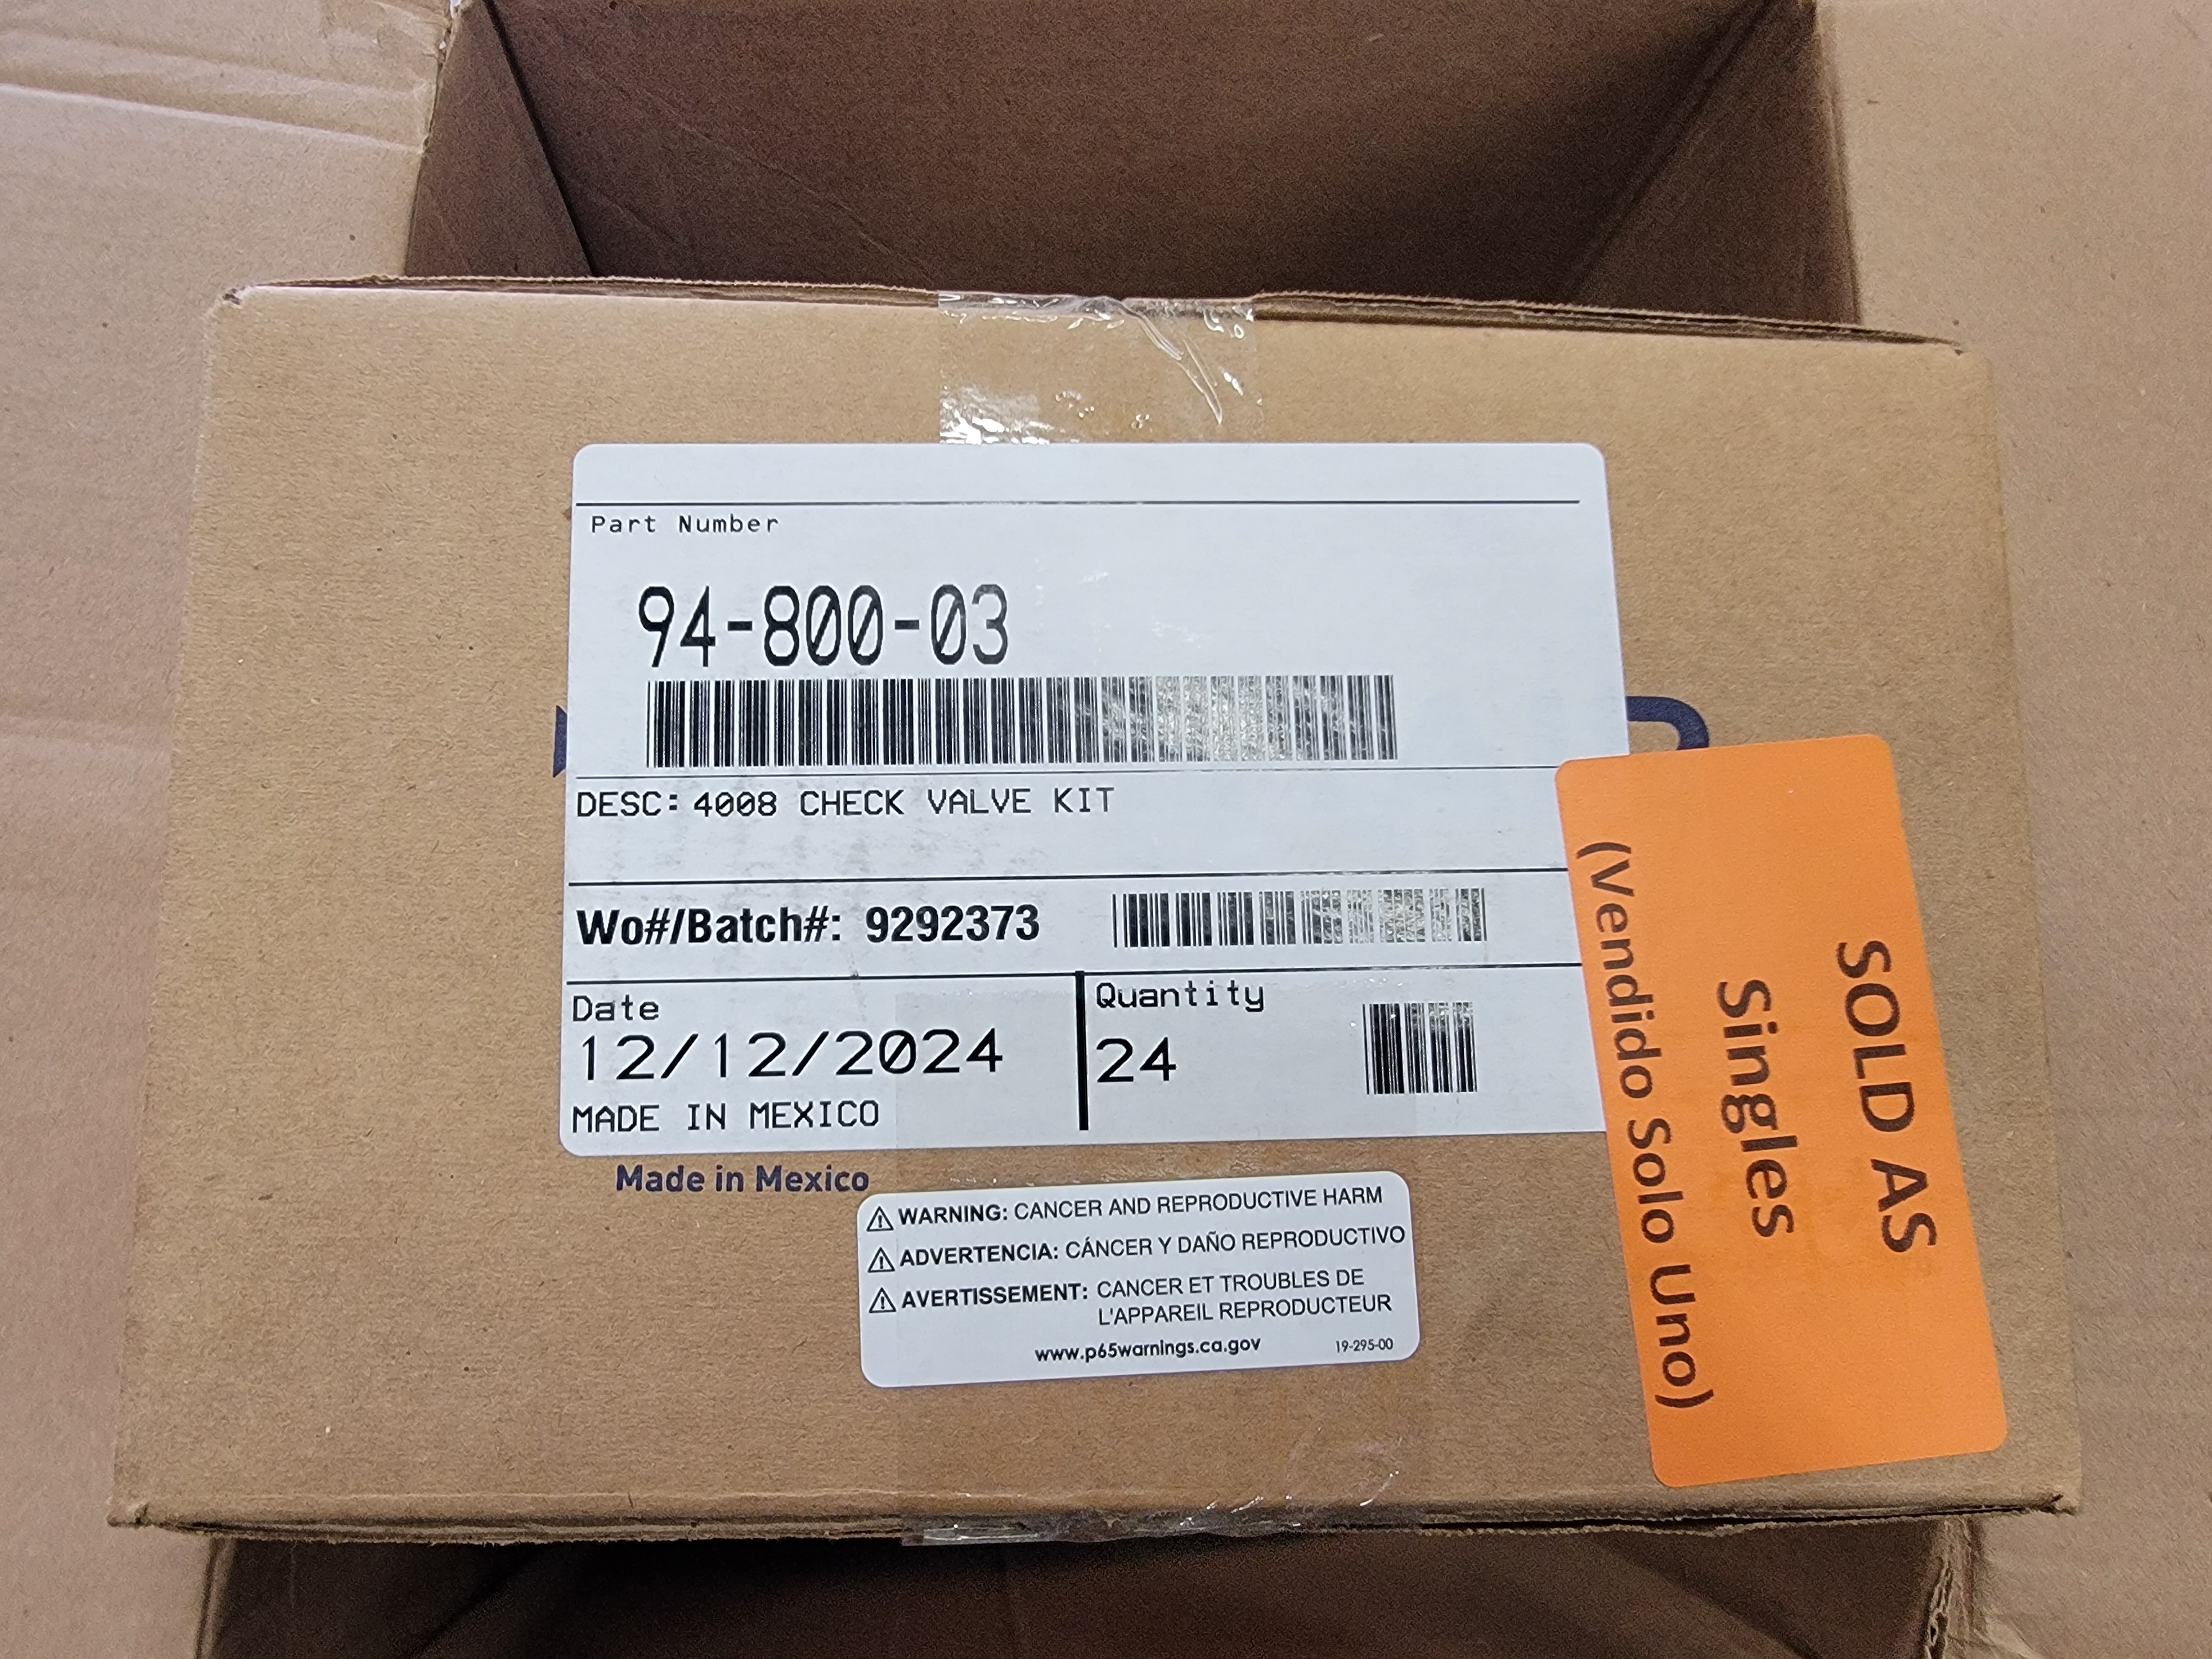 Part Number
94-800-03
DESC: 4008 CHECK VALVE KIT
Wo#/Batch#: 9292373
Date
12/12/2024
MADE IN MEXICO
Quantity
24
Made in Mexico
WARNING: CANCER AND REPRODUCTIVE HARM
ADVERTENCIA: CÁNCER Y DAÑO REPRODUCTIVO
AVERTISSEMENT: CANCER ET TROUBLES DE
L'APPAREIL REPRODUCTEUR
www.p65warnings.ca.gov 19-295-00
SOLD AS
Singles
(Vendido Solo Uno)